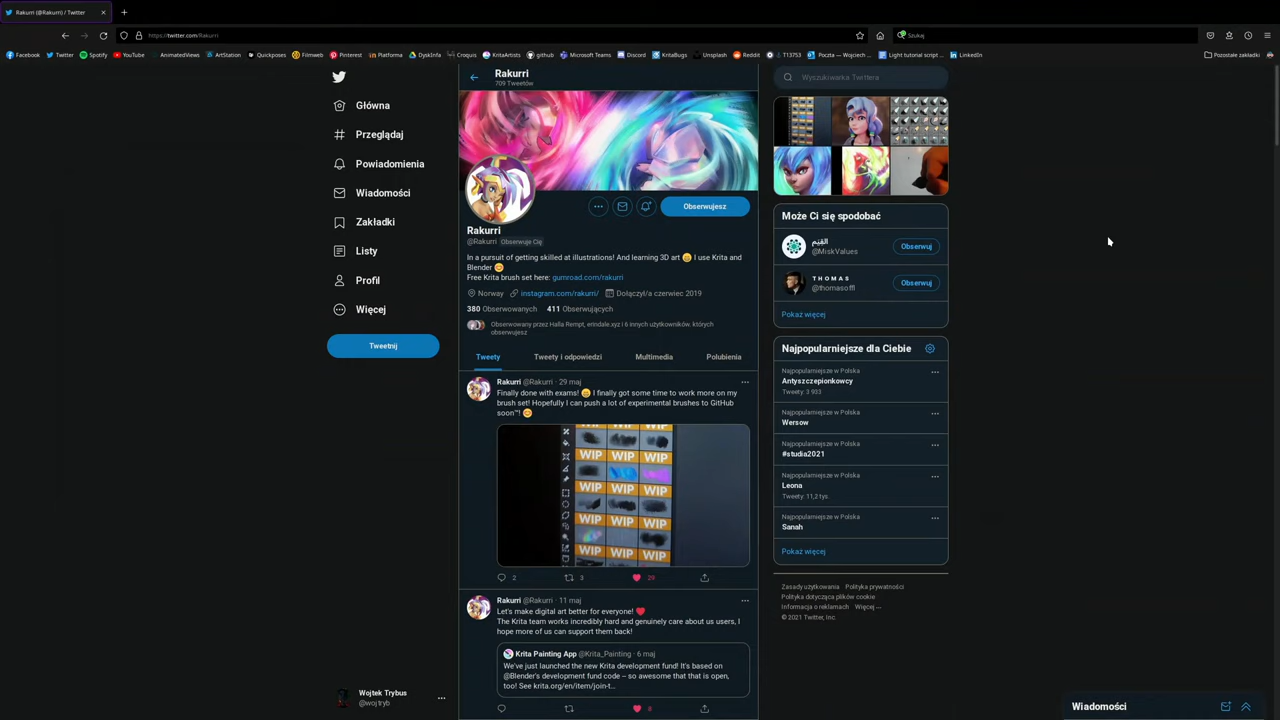 Rakurri (@Rakurri) / Twitter
https://twitter.com/Rakurri
Szukaj
Facebook Twitter Spotify YouTube AnimatedViews ArtStation Quickposes Filmweb Pinterest Platforma DyskInfa Croquis KritaArtists github Microsoft Teams Discord KritaBugs Unsplash Reddit T13753 Poczta — Wojciech ... Light tutorial script ... LinkedIn Pozostałe zakładki
Rakurri
709 Tweetów
Wyszukiwarka Twittera
Główna
Przeglądaj
Powiadomienia
Wiadomości
Zakładki
Listy
Profil
Więcej
Tweetnij
Obserwujesz
Rakurri
@Rakurri Obserwuje Cię
In a pursuit of getting skilled at illustrations! And learning 3D art 😄 I use Krita and
Blender 😊
Free Krita brush set here: gumroad.com/rakurri
Norway instagram.com/rakurri/ Dołączył/a czerwiec 2019
380 Obserwowanych 411 Obserwujących
Obserwowany przez Halla Rempt, erindale.xyz i 6 innych użytkowników, których
obserwujesz
Tweety Tweety i odpowiedzi Multimedia Polubienia
Rakurri @Rakurri · 29 maj
Finally done with exams! 😄 I finally got some time to work more on my
brush set! Hopefully I can push a lot of experimental brushes to GitHub
soon™! 😊
WIP WIP WIP
WIP WIP WIP
WIP WIP WIP
WIP WIP WIP
WIP WIP WIP
2 3 29
Rakurri @Rakurri · 11 maj
Let's make digital art better for everyone! ❤️
The Krita team works incredibly hard and genuinely care about us users, I
hope more of us can support them back!
Krita Painting App @Krita_Painting · 6 maj
We've just launched the new Krita development fund! It's based on
@Blender's development fund code -- so awesome that that is open,
too! See krita.org/en/item/join-t...
8
Może Ci się spodobać
القِيَم
@MiskValues
Obserwuj
THOMAS
@thomasoffl
Obserwuj
Pokaż więcej
Najpopularniejsze dla Ciebie
Najpopularniejsze w Polsce
Antyszczepionkowcy
Tweety: 3 933
Najpopularniejsze w Polsce
Wersow
Najpopularniejsze w Polsce
#studia2021
Najpopularniejsze w Polsce
Leona
Tweety: 11,2 tys.
Najpopularniejsze w Polsce
Sanah
Pokaż więcej
Zasady użytkowania Polityka prywatności
Polityka dotycząca plików cookie
Informacja o reklamach Więcej ...
© 2021 Twitter, Inc.
Wojtek Trybus
@wojtryb
Wiadomości